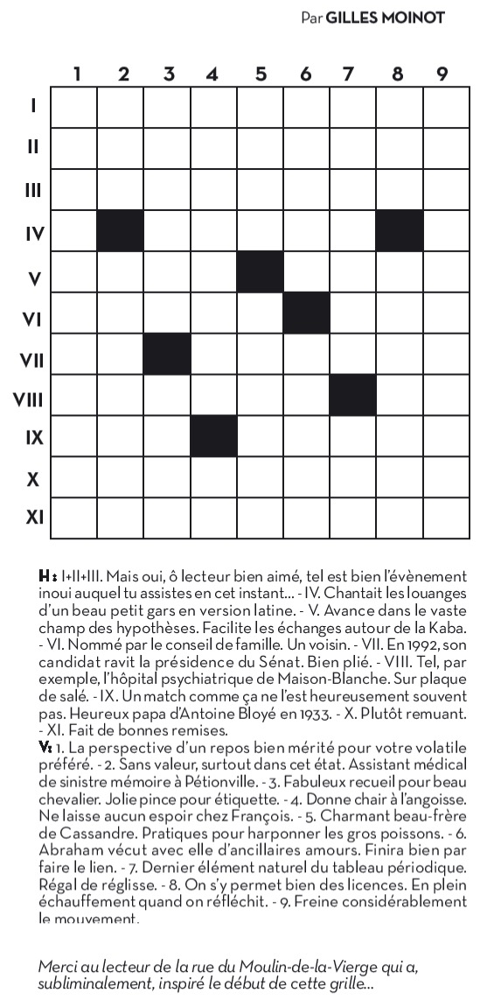 Par GILLES MOINOT
1 2 3 4 5 6 7 8 9
I
II
III
IV
V
VI
VII
VIII
IX
X
XI
H : I+II+III. Mais oui, ô lecteur bien aimé, tel est bien l'évènement
inoui auquel tu assistes en cet instant... - IV. Chantait les louanges
d'un beau petit gars en version latine. - V. Avance dans le vaste
champ des hypothèses. Facilite les échanges autour de la Kaba.
- VI. Nommé par le conseil de famille. Un voisin. - VII. En 1992, son
candidat ravit la présidence du Sénat. Bien plié. - VIII. Tel, par
exemple, l'hôpital psychiatrique de Maison-Blanche. Sur plaque
de salé. - IX. Un match comme ça ne l'est heureusement souvent
pas. Heureux papa d'Antoine Bloyé en 1933. - X. Plutôt remuant.
- XI. Fait de bonnes remises.
V : 1. La perspective d'un repos bien mérité pour votre volatile
préféré. - 2. Sans valeur, surtout dans cet état. Assistant médical
de sinistre mémoire à Pétionville. - 3. Fabuleux recueil pour beau
chevalier. Jolie pince pour étiquette. - 4. Donne chair à l'angoisse.
Ne laisse aucun espoir chez François. - 5. Charmant beau-frère
de Cassandre. Pratiques pour harponner les gros poissons. - 6.
Abraham vécut avec elle d'ancillaires amours. Finira bien par
faire le lien. - 7. Dernier élément naturel du tableau périodique.
Régal de réglisse. - 8. On s'y permet bien des licences. En plein
échauffement quand on réfléchit. - 9. Freine considérablement
le mouvement.
Merci au lecteur de la rue du Moulin-de-la-Vierge qui a,
subliminalement, inspiré le début de cette grille...